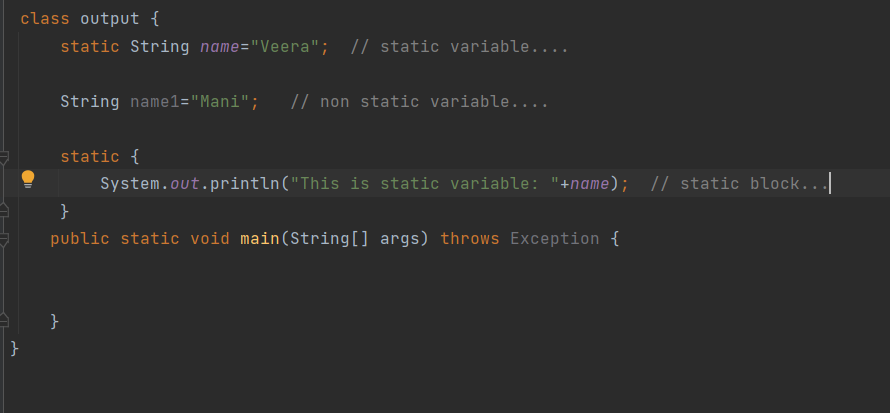 class output {
static String name="Veera";  // static variable....
String name1="Mani";   // non static variable....
static {
System.out.println("This is static variable: "+name);  // static block...
}
public static void main(String[] args) throws Exception {
}
}